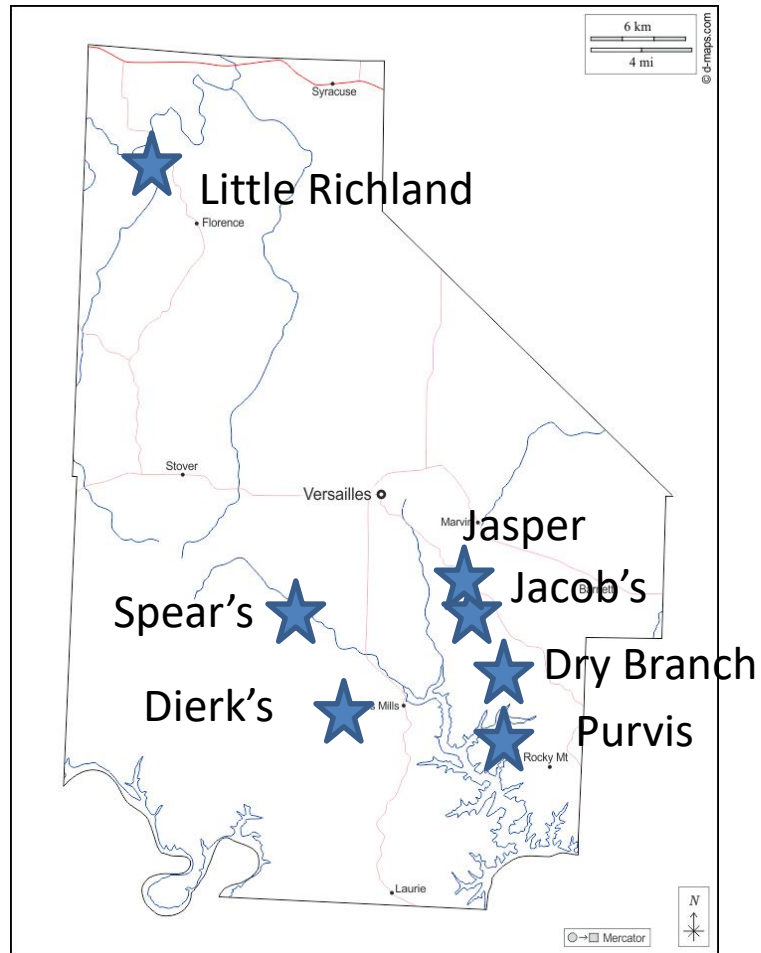 6 km
4 mi
© d-maps.com
Syracuse
Little Richland
Florence
Stover
Versailles
Jasper
Jacob's
Barnett
Spear's
Dry Branch
Dierk's
Mills
Purvis
Rocky Mt
Laurie
N
Mercator